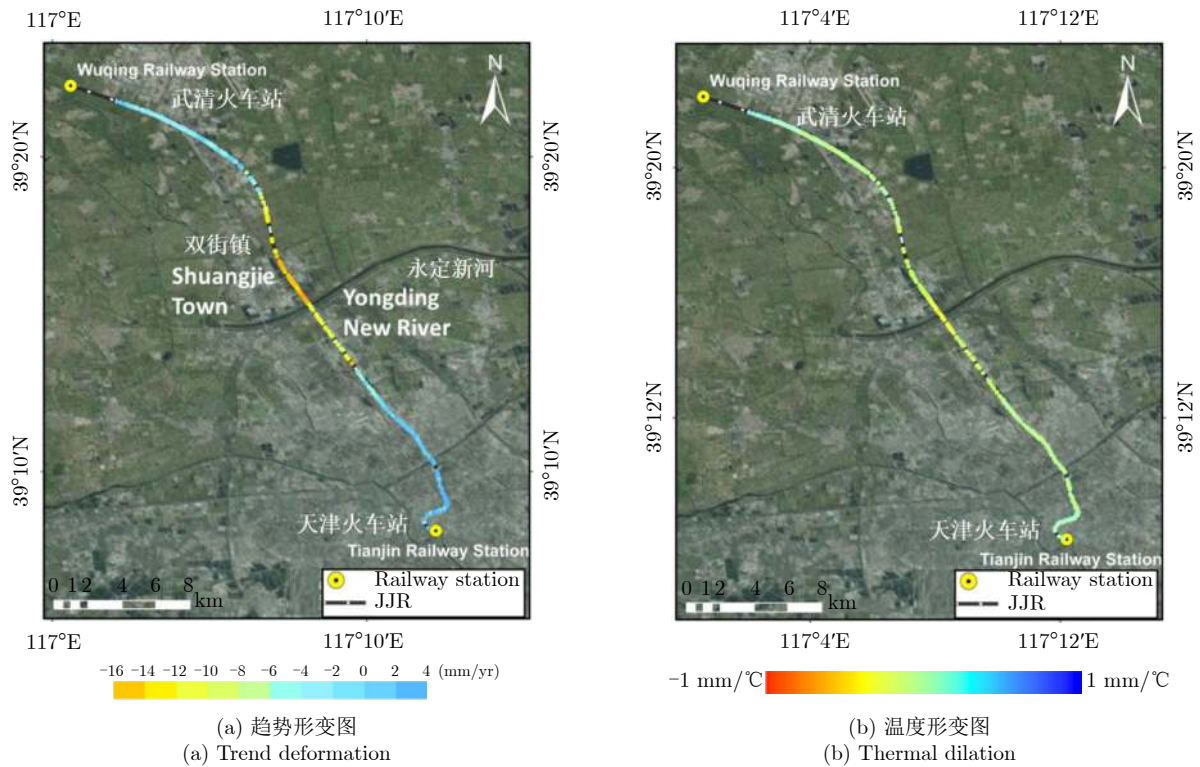 117°E 117°10′E
39°20′N
39°20′N
39°10′N
39°10′N
Wuqing Railway Station
武清火车站
N
双街镇
Shuangjie
Town
永定新河
Yongding
New River
天津火车站
Tianjin Railway Station
0 1 2 4 6 8
km
Railway station
JJR
117°E 117°10′E
−16 −14 −12 −10 −8 −6 −4 −2 0 2 4 (mm/yr)
(a) 趋势形变图
(a) Trend deformation
117°4′E 117°12′E
39°20′N
39°20′N
39°12′N
39°12′N
Wuqing Railway Station
武清火车站
N
天津火车站
Tianjin Railway Station
0 1 2 4 6 8
km
Railway station
JJR
117°4′E 117°12′E
−1 mm/℃ 1 mm/℃
(b) 温度形变图
(b) Thermal dilation